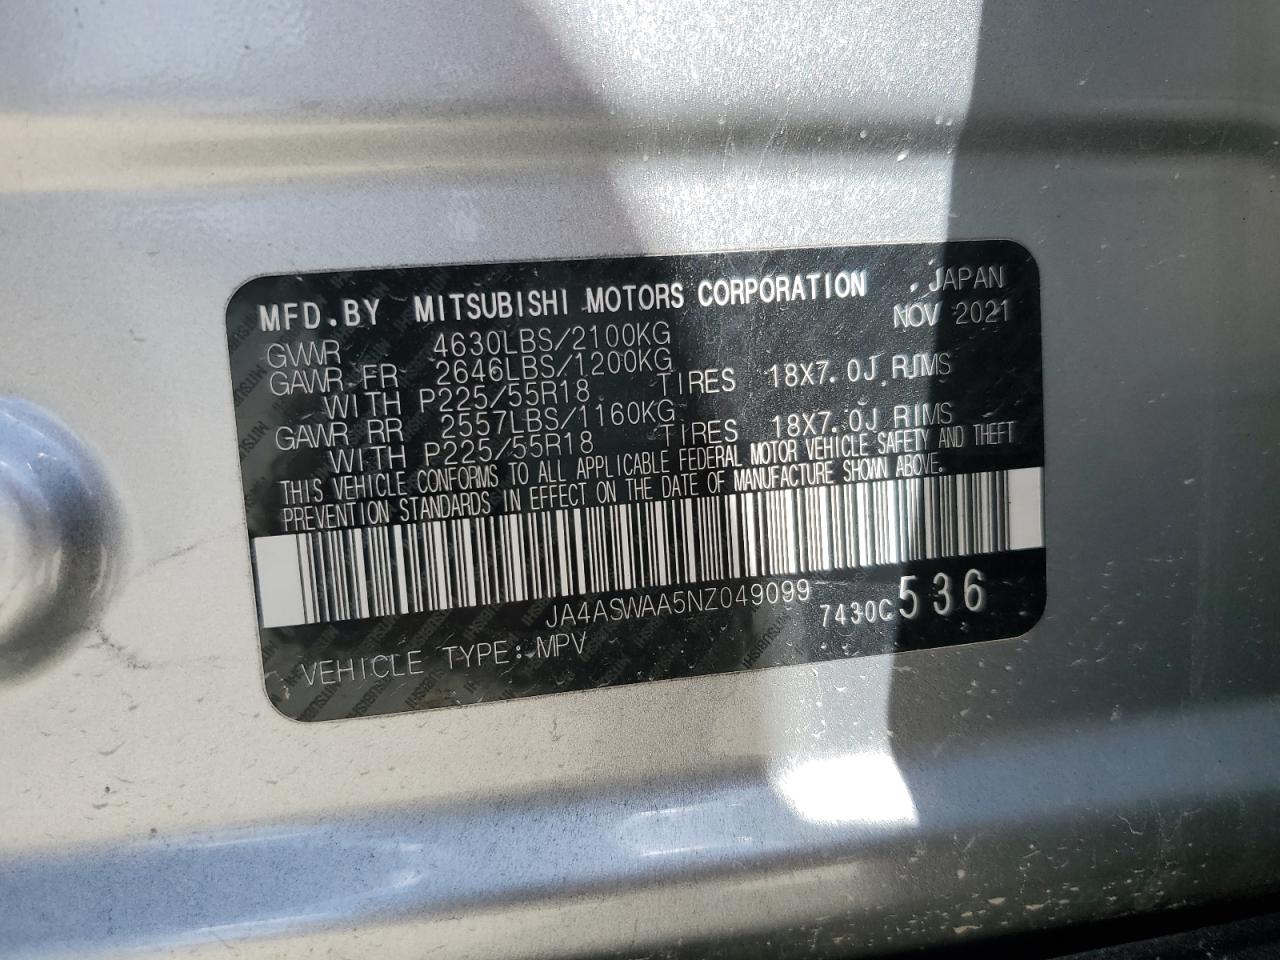 MFD.BY MITSUBISHI MOTORS CORPORATION , JAPAN
NOV 2021
GVWR 4630LBS/2100KG
GAWR FR 2646LBS/1200KG
WITH P225/55R18 TIRES 18X7.0J RIMS
GAWR RR 2557LBS/1160KG
WITH P225/55R18 TIRES 18X7.0J RIMS
THIS VEHICLE CONFORMS TO ALL APPLICABLE FEDERAL MOTOR VEHICLE SAFETY AND THEFT
PREVENTION STANDARDS IN EFFECT ON THE DATE OF MANUFACTURE SHOWN ABOVE.
JA4ASWAA5NZ049099
7430C 536
VEHICLE TYPE: MPV